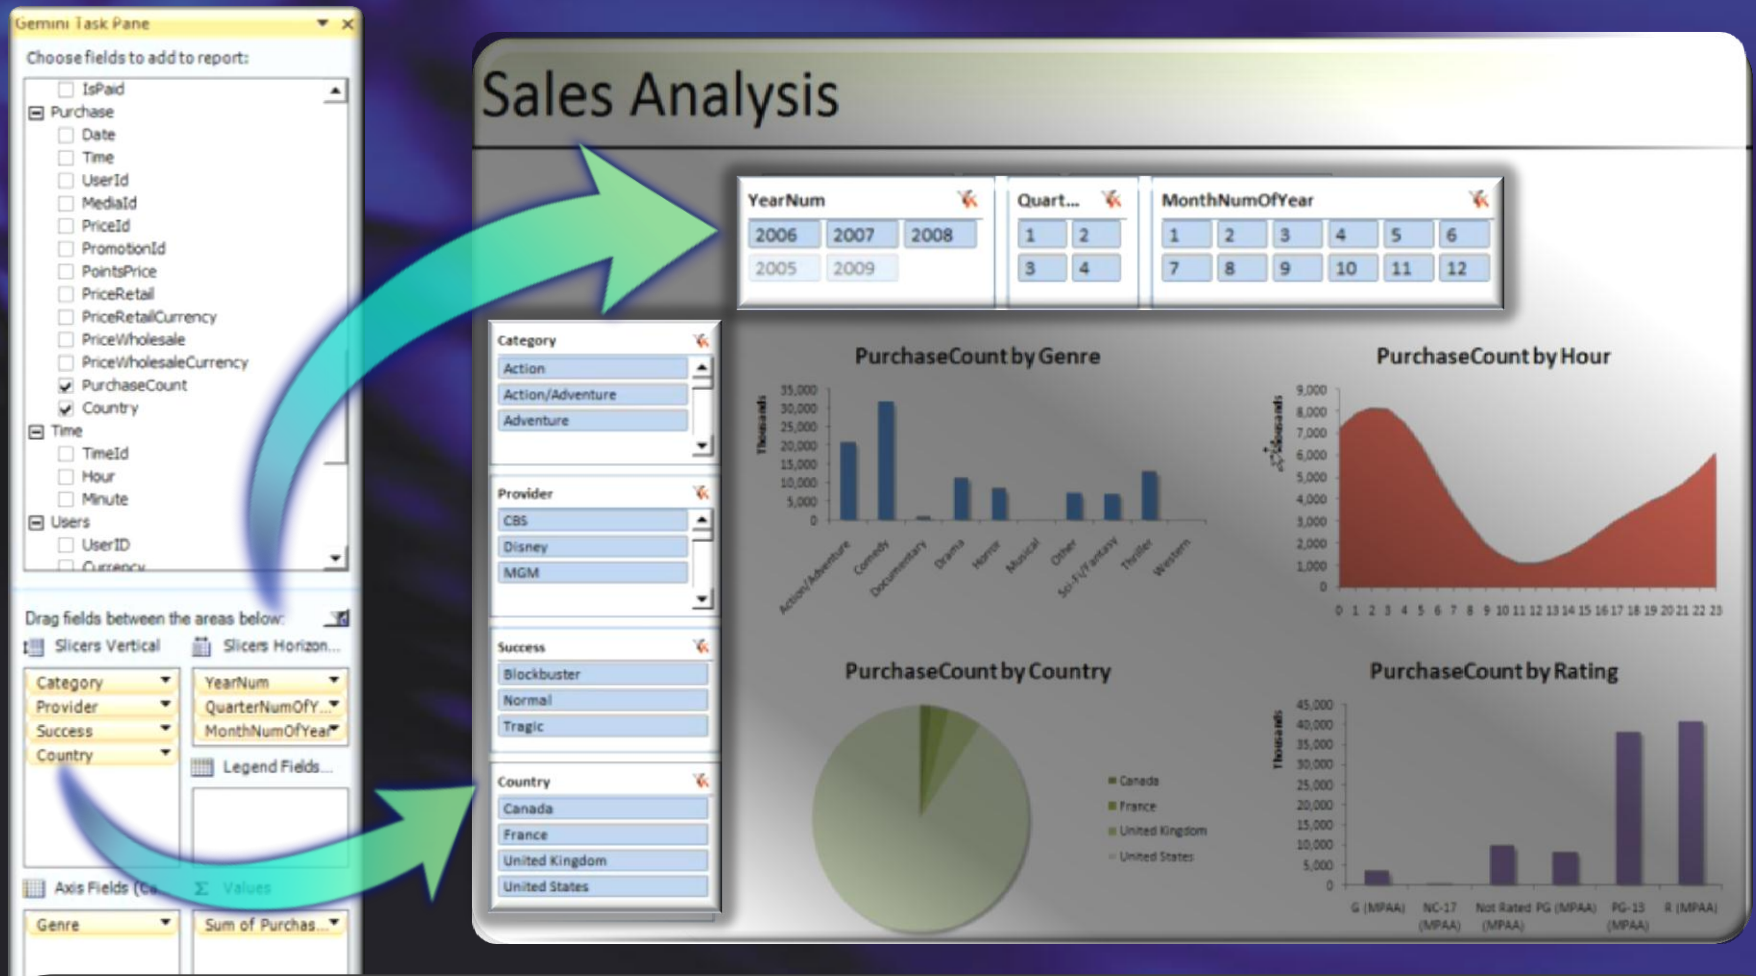 Gemini Task Pane
Choose fields to add to report:
IsPaid
Purchase
Date
Time
UserId
MediaId
PriceId
PromotionId
PointsPrice
PriceRetail
PriceRetailCurrency
PriceWholesale
PriceWholesaleCurrency
PurchaseCount
Country
Time
TimeId
Hour
Minute
Users
UserID
Currency
Drag fields between the areas below:
Slicers Vertical
Slicers Horizon...
Category
Provider
Success
Country
YearNum
QuarterNumOfY...
MonthNumOfYear
Legend Fields...
Axis Fields (Ca...
Σ Values
Genre
Sum of Purchas...
Sales Analysis
YearNum
2006 2007 2008
2005 2009
Quart...
1 2
3 4
MonthNumOfYear
1 2 3 4 5 6
7 8 9 10 11 12
Category
Action
Action/Adventure
Adventure
Provider
CBS
Disney
MGM
Success
Blockbuster
Normal
Tragic
Country
Canada
France
United Kingdom
United States
PurchaseCount by Genre
Thousands
35,000
30,000
25,000
20,000
15,000
10,000
5,000
0
Action/Adventure
Comedy
Documentary
Drama
Horror
Musical
Other
Sci-Fi/Fantasy
Thriller
Western
PurchaseCount by Hour
Thousands
9,000
8,000
7,000
6,000
5,000
4,000
3,000
2,000
1,000
0
0 1 2 3 4 5 6 7 8 9 10 11 12 13 14 15 16 17 18 19 20 21 22 23
PurchaseCount by Country
Canada
France
United Kingdom
United States
PurchaseCount by Rating
Thousands
45,000
40,000
35,000
30,000
25,000
20,000
15,000
10,000
5,000
0
G (MPAA)
NC-17
(MPAA)
Not Rated
(MPAA)
PG (MPAA)
PG-13
(MPAA)
R (MPAA)